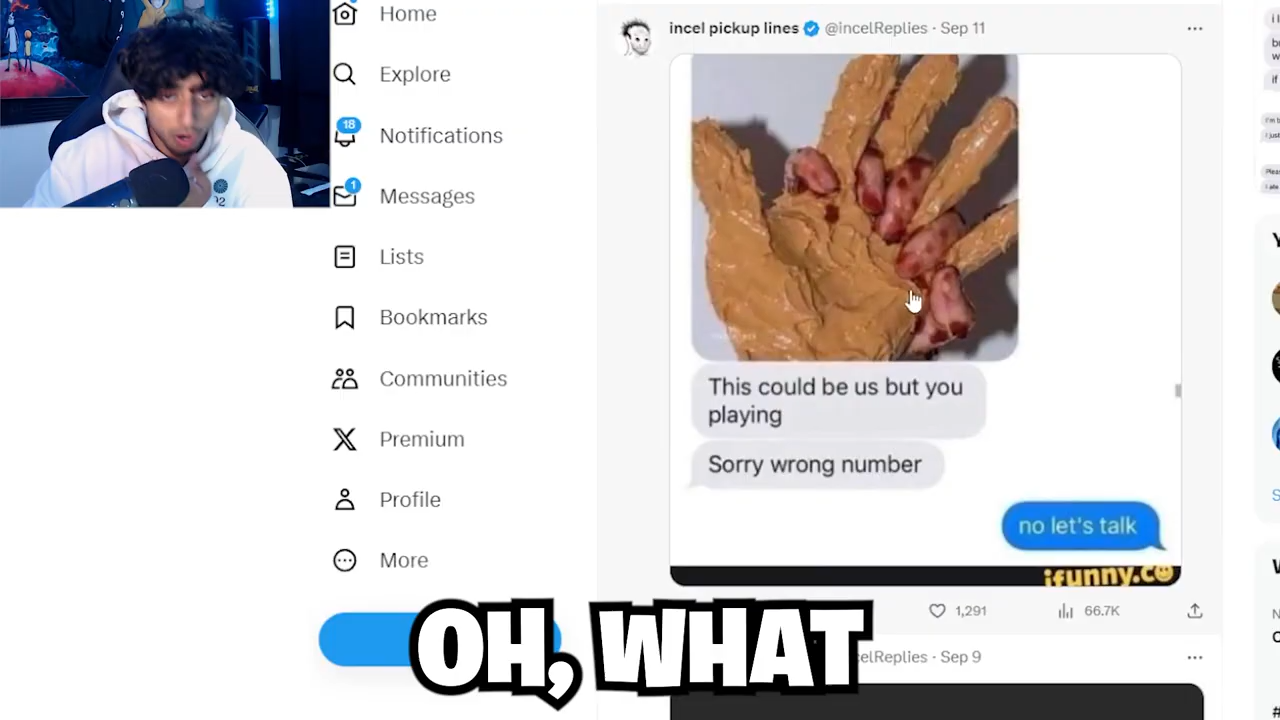 Home
Explore
18
Notifications
1
Messages
Lists
Bookmarks
Communities
Premium
Profile
More
incel pickup lines @incelReplies · Sep 11
This could be us but you
playing
Sorry wrong number
no let's talk
ifunny.co
1,291
66.7K
OH, WHAT
celReplies · Sep 9